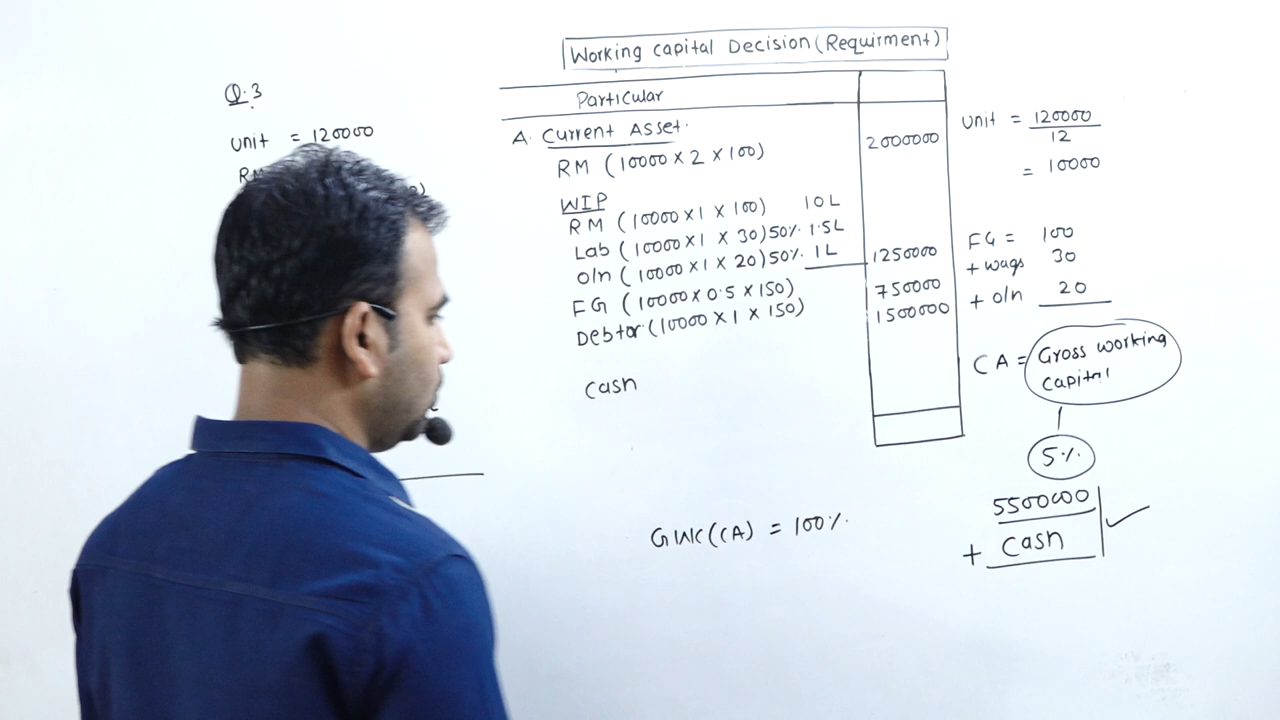 Working Capital Decision (Requirment)
Q.3
unit = 120000
RM
Particular
A. Current Asset.
RM (10000 × 2 × 100) 2000000
WIP
RM (10000 × 1 × 100) 10L
Lab (10000 × 1 × 30) 50%. 1.5L
o/n (10000 × 1 × 20) 50%. 1L 1250000
FG (10000 × 0.5 × 150) 750000
Debtor (10000 × 1 × 150) 1500000
Cash
unit = 120000
12
= 10000
FG = 100
+ wags 30
+ o/n 20
CA = Gross working
capital
5%
5500000
+ Cash
GWC (CA) = 100%.